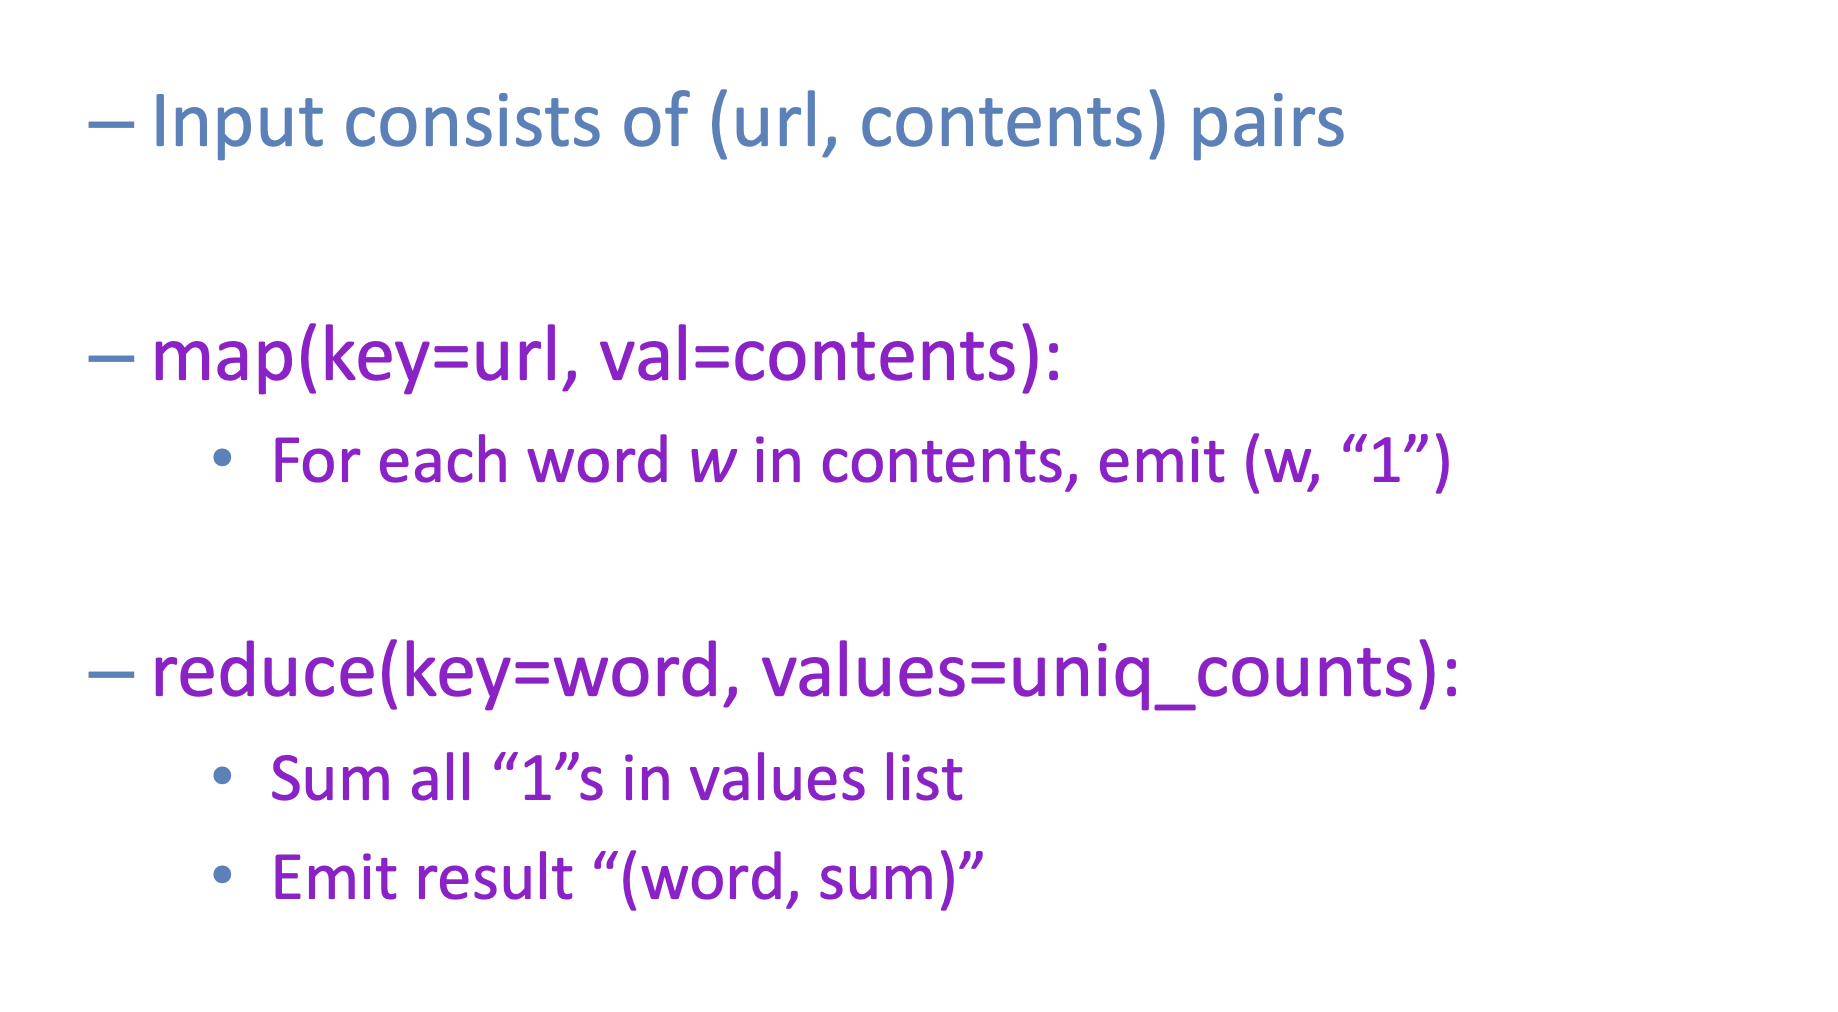 – Input consists of (url, contents) pairs
– map(key=url, val=contents):
• For each word w in contents, emit (w, “1”)
– reduce(key=word, values=uniq_counts):
• Sum all “1”s in values list
• Emit result “(word, sum)”